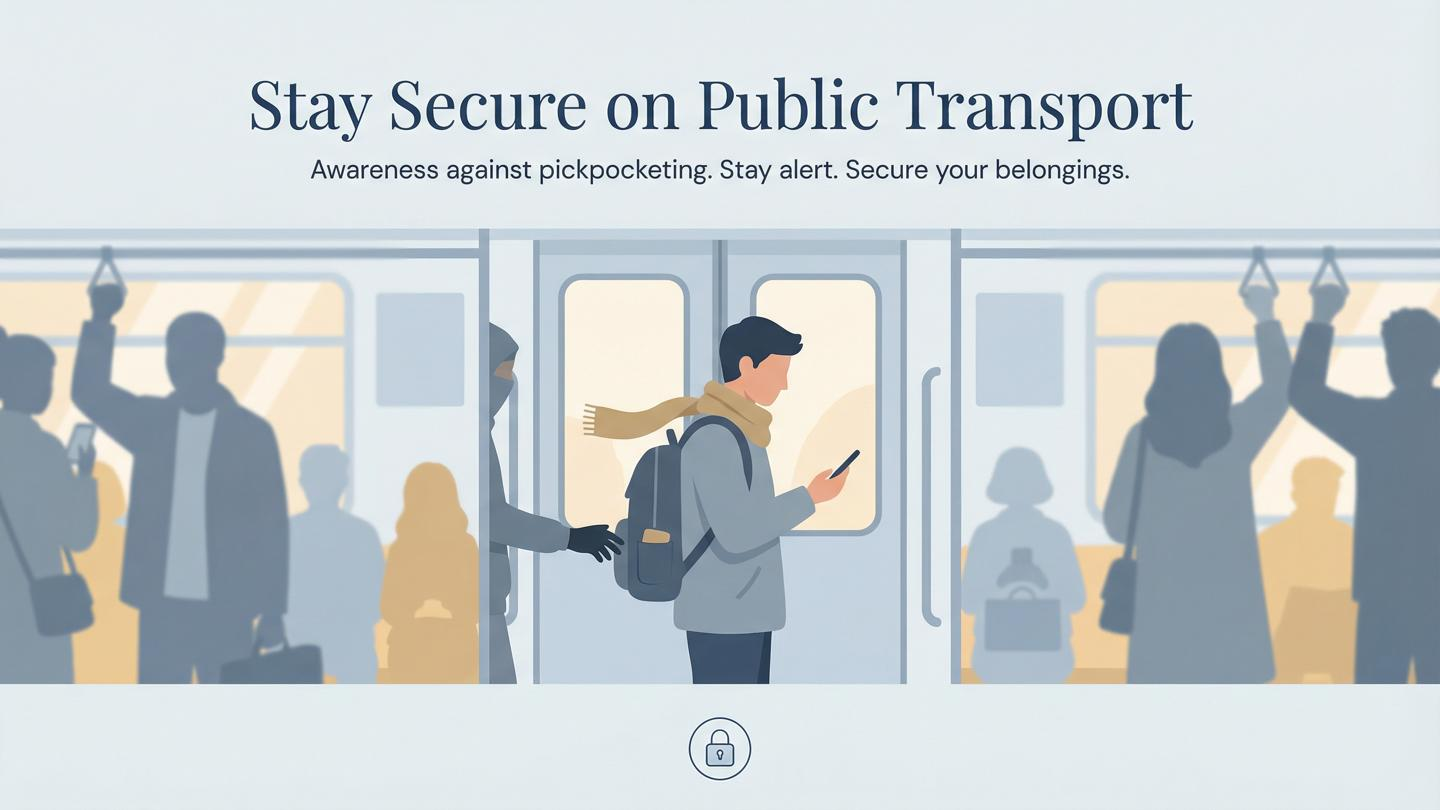 Stay Secure on Public Transport
Awareness against pickpocketing. Stay alert. Secure your belongings.